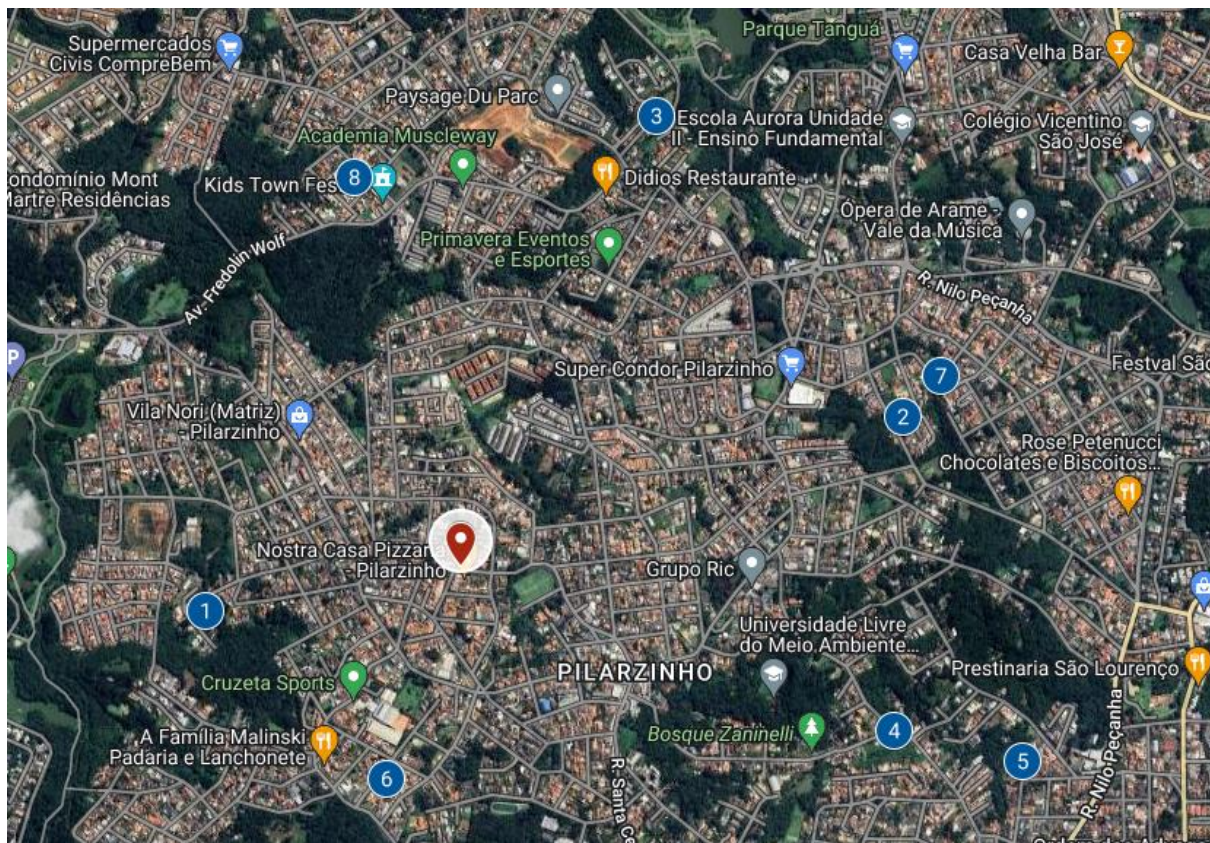 Parque Tanguá
Supermercados
Civis CompreBem
Casa Velha Bar
Paysage Du Parc
3
Escola Aurora Unidade
II - Ensino Fundamental
Colégio Vicentino
São José
Academia Muscleway
Kids Town Fes
8
Didios Restaurante
ondomínio Mont
Martre Residências
Ópera de Arame -
Vale da Música
Primavera Eventos
e Esportes
Av. Fredolin Wolf
R. Nilo Peçanha
P
Super Condor Pilarzinho
7
Festval São
2
Vila Nori (Matriz)
- Pilarzinho
Rose Petenucci
Chocolates e Biscoitos...
Nostra Casa Pizzaria
- Pilarzinho
Grupo Ric
1
Universidade Livre
do Meio Ambiente...
PILARZINHO
Prestinaria São Lourenço
Cruzeta Sports
A Família Malinski
Padaria e Lanchonete
Bosque Zaninelli
4
5
6
R. Santa Ce
R. Nilo Peçanha